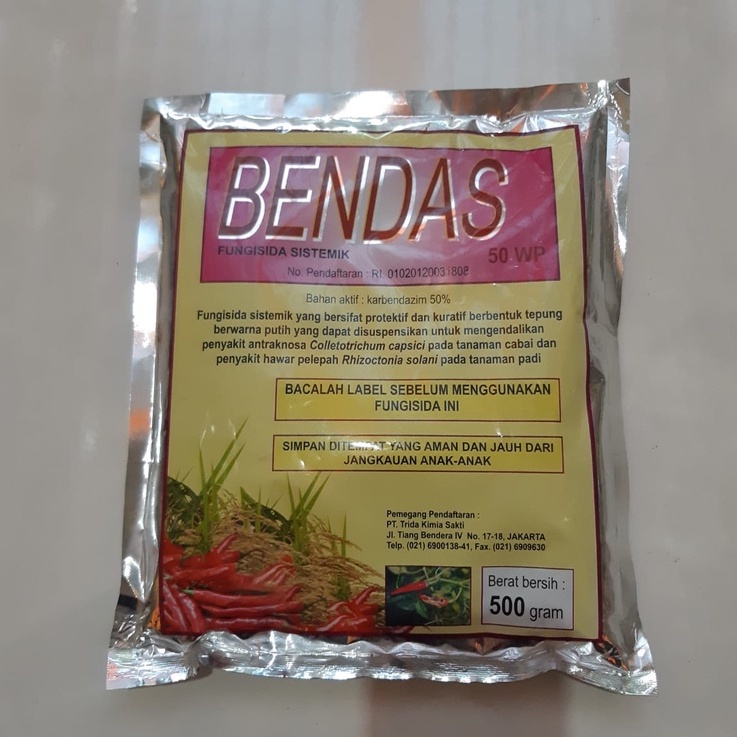 BENDAS
FUNGISIDA SISTEMIK
50 WP
No. Pendaftaran : RI. 01020120031808
Bahan aktif : karbendazim 50%
Fungisida sistemik yang bersifat protektif dan kuratif berbentuk tepung
berwarna putih yang dapat disuspensikan untuk mengendalikan
penyakit antraknosa Colletotrichum capsici pada tanaman cabai dan
penyakit hawar pelepah Rhizoctonia solani pada tanaman padi
BACALAH LABEL SEBELUM MENGGUNAKAN
FUNGISIDA INI
SIMPAN DITEMPAT YANG AMAN DAN JAUH DARI
JANGKAUAN ANAK-ANAK
Pemegang Pendaftaran :
PT. Trida Kimia Sakti
Jl. Tiang Bendera IV No. 17-18, JAKARTA
Telp. (021) 6900138-41, Fax. (021) 6909630
Berat bersih :
500 gram